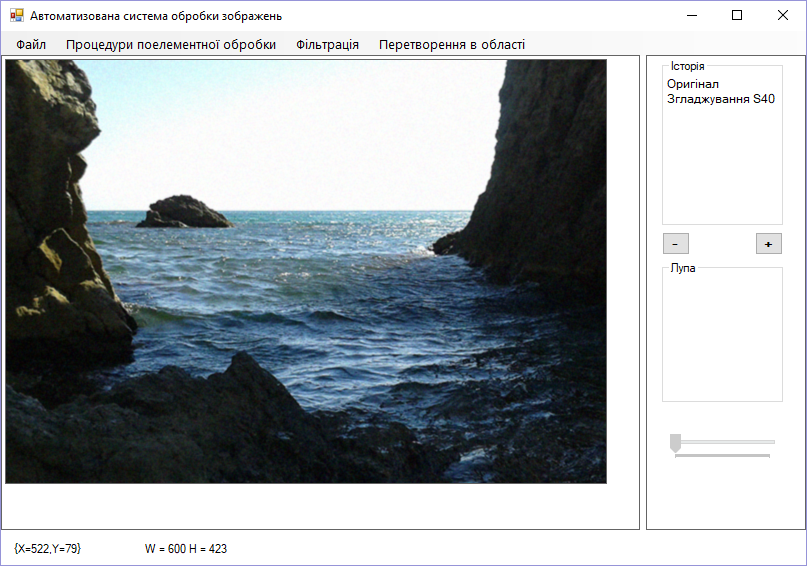 Автоматизована система обробки зображень
Файл Процедури поелементної обробки Фільтрація Перетворення в області
Історія
Оригінал
Згладжування S40
- +
Лупа
{X=522,Y=79} W = 600 H = 423